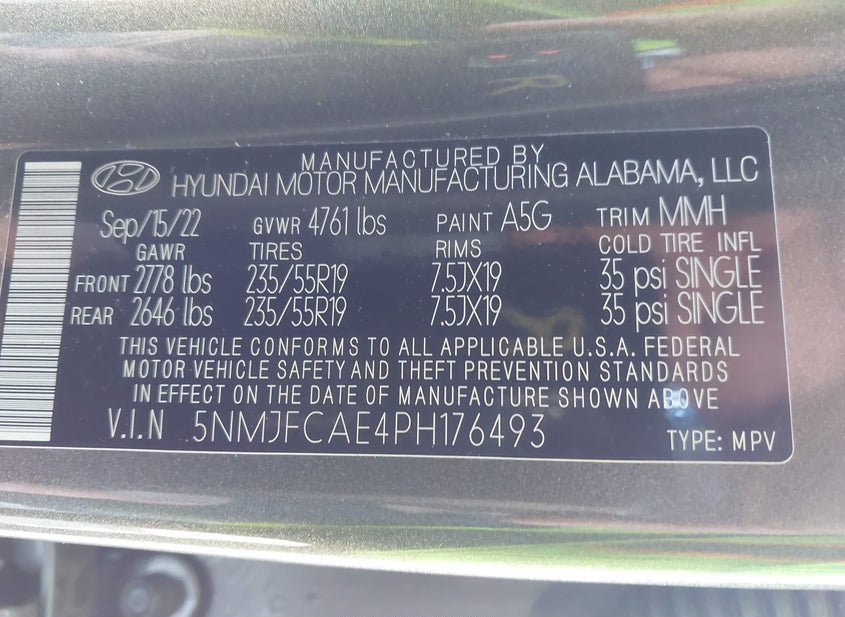 MANUFACTURED BY
HYUNDAI MOTOR MANUFACTURING ALABAMA, LLC
Sep/15/22 GVWR 4761 lbs PAINT A5G TRIM MMH
GAWR TIRES RIMS COLD TIRE INFL
FRONT 2778 lbs 235/55R19 7.5JX19 35 psi SINGLE
REAR 2646 lbs 235/55R19 7.5JX19 35 psi SINGLE
THIS VEHICLE CONFORMS TO ALL APPLICABLE U.S.A. FEDERAL
MOTOR VEHICLE SAFETY AND THEFT PREVENTION STANDARDS
IN EFFECT ON THE DATE OF MANUFACTURE SHOWN ABOVE
V.I.N 5NMJFCAE4PH176493 TYPE: MPV